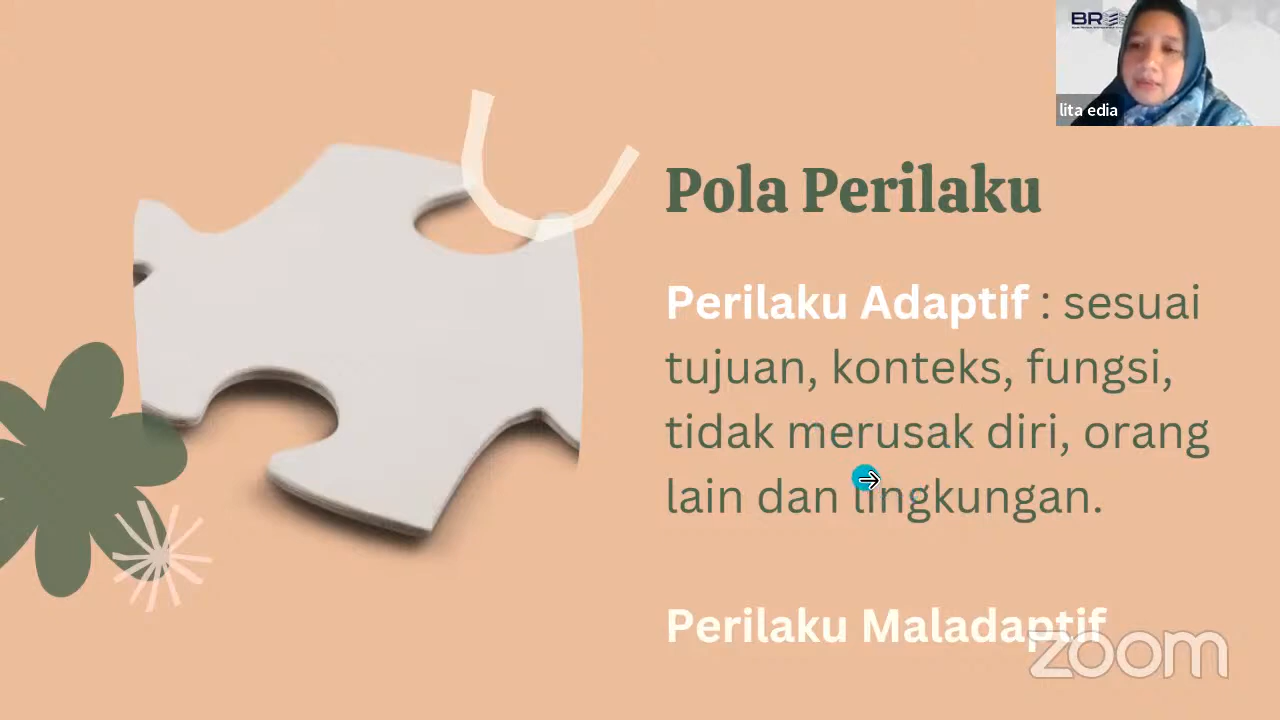 BR
lita edia
Pola Perilaku
Perilaku Adaptif : sesuai
tujuan, konteks, fungsi,
tidak merusak diri, orang
lain dan lingkungan.
Perilaku Maladaptif
zoom